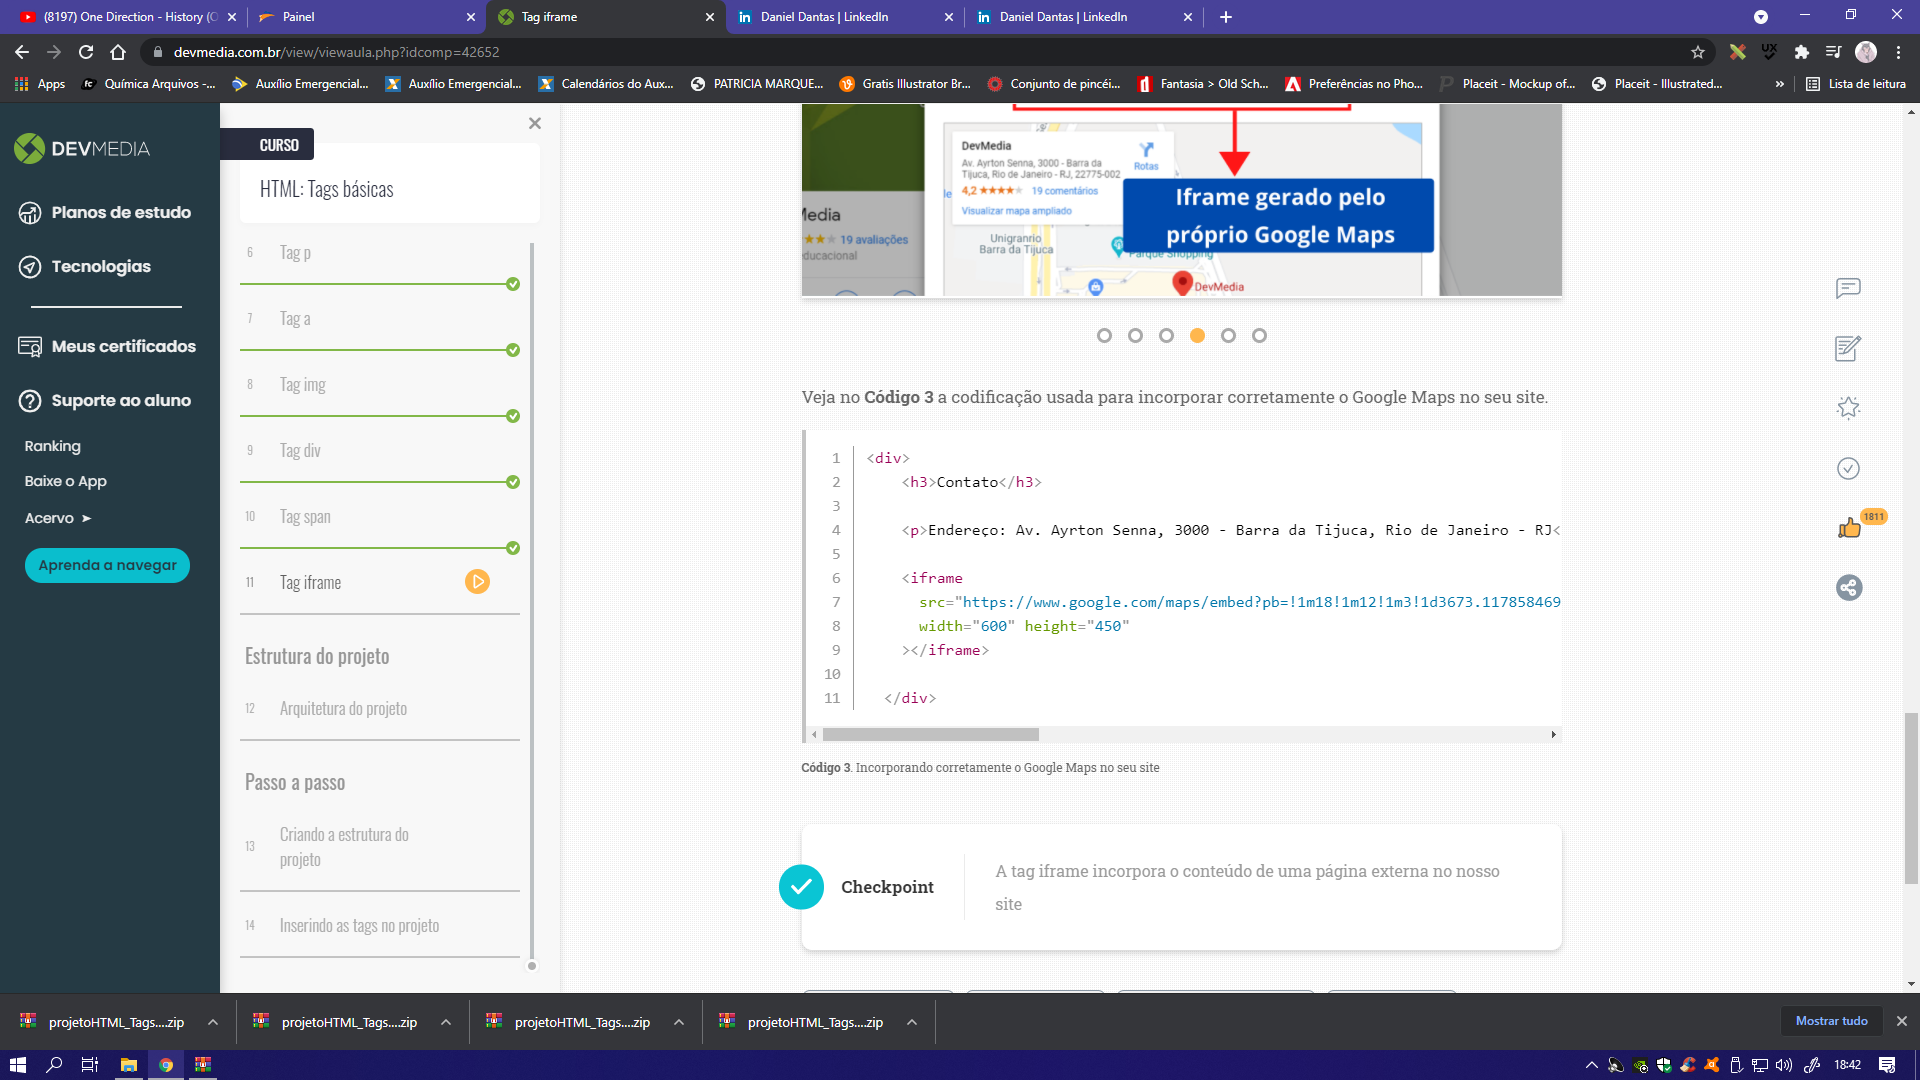 (8197) One Direction - History (O
Painel
Tag iframe
Daniel Dantas | LinkedIn
Daniel Dantas | LinkedIn
devmedia.com.br/view/viewaula.php?idcomp=42652
Apps
Química Arquivos -...
Auxílio Emergencial...
Auxílio Emergencial...
Calendários do Aux...
PATRICIA MARQUE...
Gratis Illustrator Br...
Conjunto de pincéi...
Fantasia > Old Sch...
Preferências no Pho...
Placeit - Mockup of...
Placeit - Illustrated...
»
Lista de leitura
DEVMEDIA
Planos de estudo
Tecnologias
Meus certificados
Suporte ao aluno
Ranking
Baixe o App
Acervo ➤
Aprenda a navegar
CURSO
HTML: Tags básicas
6 Tag p
7 Tag a
8 Tag img
9 Tag div
10 Tag span
11 Tag iframe
Estrutura do projeto
12 Arquitetura do projeto
Passo a passo
13 Criando a estrutura do
projeto
14 Inserindo as tags no projeto
DevMedia
Av. Ayrton Senna, 3000 - Barra da
Tijuca, Rio de Janeiro - RJ, 22775-002
4,2 ★★★★★ 19 comentários
Visualizar mapa ampliado
Rotas
Media
19 avaliações
educacional
Unigranrio
Barra da Tijuca
Parque Shopping
DevMedia
Iframe gerado pelo
próprio Google Maps
Veja no Código 3 a codificação usada para incorporar corretamente o Google Maps no seu site.
1 <div>
2 <h3>Contato</h3>
3
4 <p>Endereço: Av. Ayrton Senna, 3000 - Barra da Tijuca, Rio de Janeiro - RJ<
5
6 <iframe
7 src="https://www.google.com/maps/embed?pb=!1m18!1m12!1m3!1d3673.117858469
8 width="600" height="450"
9 ></iframe>
10
11 </div>
Código 3. Incorporando corretamente o Google Maps no seu site
Checkpoint
A tag iframe incorpora o conteúdo de uma página externa no nosso
site
1811
projetoHTML_Tags....zip
projetoHTML_Tags....zip
projetoHTML_Tags....zip
projetoHTML_Tags....zip
Mostrar tudo
18:42